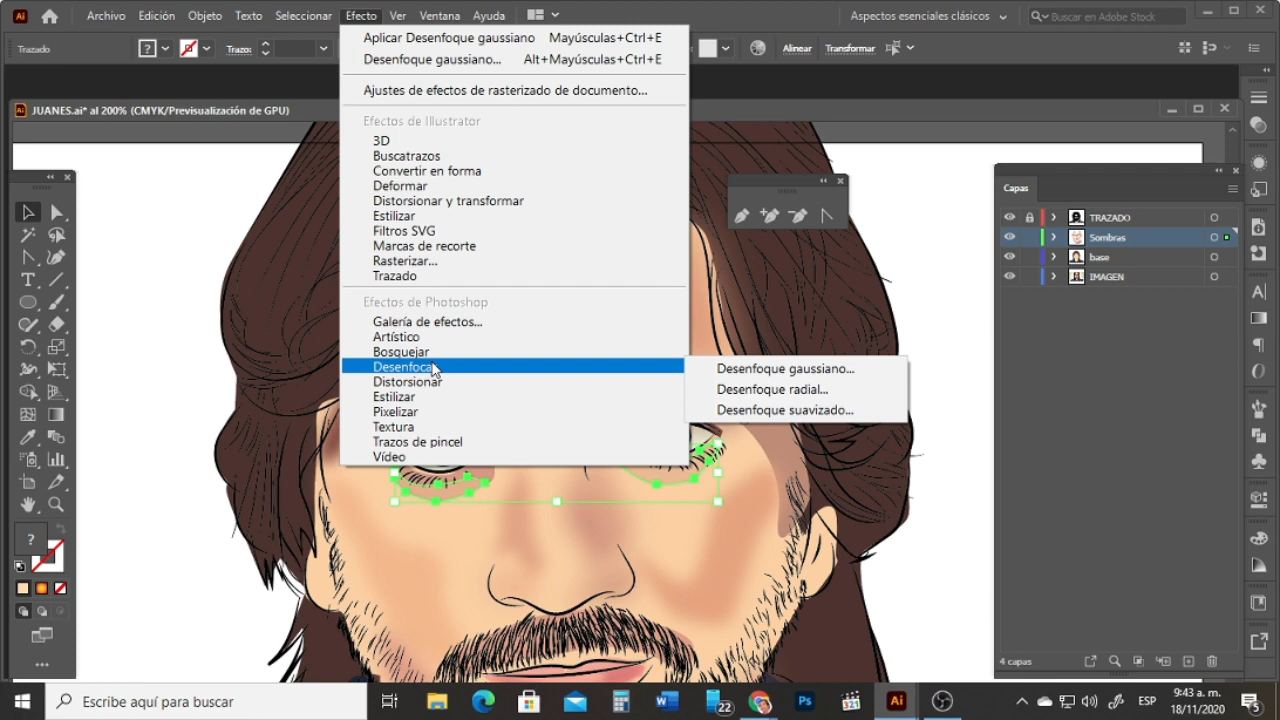 Ai Archivo Edición Objeto Texto Seleccionar Efecto Ver Ventana Ayuda Aspectos esenciales clásicos Buscar en Adobe Stock
Trazado ? Trazo: Alinear Transformar
Aplicar Desenfoque gaussiano Mayúsculas+Ctrl+E
Desenfoque gaussiano... Alt+Mayúsculas+Ctrl+E
Ajustes de efectos de rasterizado de documento...
Ai JUANES.ai* al 200% (CMYK/Previsualización de GPU)
Efectos de Illustrator
3D
Buscatrazos
Convertir en forma
Deformar
Distorsionar y transformar
Estilizar
Filtros SVG
Marcas de recorte
Rasterizar...
Trazado
Efectos de Photoshop
Galería de efectos...
Artístico
Bosquejar
Desenfocar
Distorsionar
Estilizar
Pixelizar
Textura
Trazos de pincel
Vídeo
Desenfoque gaussiano...
Desenfoque radial...
Desenfoque suavizado...
Capas
TRAZADO
Sombras
base
IMAGEN
4 capas
?
Escribe aquí para buscar
22
Ps
321
Ai
ESP
9:43 a. m.
18/11/2020
5